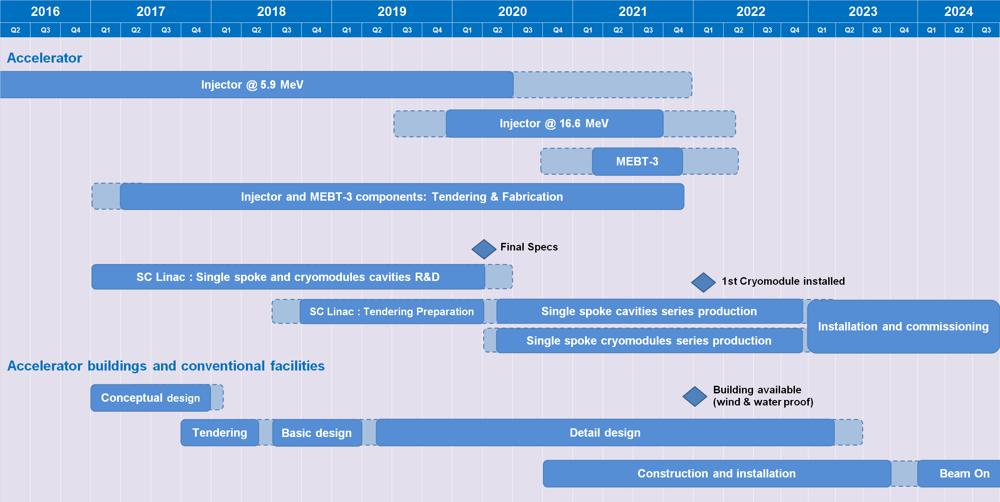 2016 2017 2018 2019 2020 2021 2022 2023 2024
Q2 Q3 Q4 Q1 Q2 Q3 Q4 Q1 Q2 Q3 Q4 Q1 Q2 Q3 Q4 Q1 Q2 Q3 Q4 Q1 Q2 Q3 Q4 Q1 Q2 Q3 Q4 Q1 Q2 Q3 Q4 Q1 Q2 Q3
Accelerator
Injector @ 5.9 MeV
Injector @ 16.6 MeV
MEBT-3
Injector and MEBT-3 components: Tendering & Fabrication
Final Specs
SC Linac : Single spoke and cryomodules cavities R&D
1st Cryomodule installed
SC Linac : Tendering Preparation
Single spoke cavities series production
Installation and commissioning
Single spoke cryomodules series production
Accelerator buildings and conventional facilities
Conceptual design
Building available
(wind & water proof)
Tendering
Basic design
Detail design
Construction and installation
Beam On